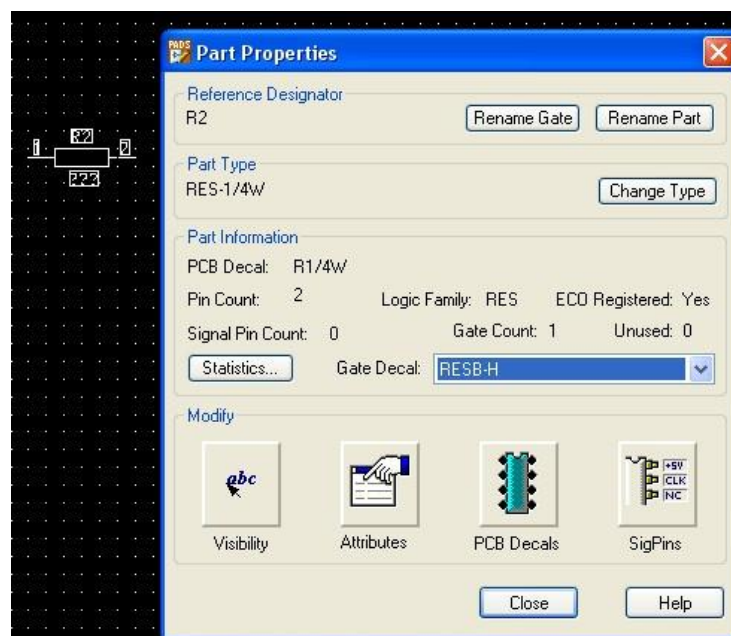 PADS
Part Properties
Reference Designator
R2
Rename Gate
Rename Part
1
R2
2
???
Part Type
RES-1/4W
Change Type
Part Information
PCB Decal: R1/4W
Pin Count: 2 Logic Family: RES ECO Registered: Yes
Signal Pin Count: 0 Gate Count: 1 Unused: 0
Statistics... Gate Decal: RESB-H
Modify
abc
+5V
CLK
NC
Visibility Attributes PCB Decals SigPins
Close Help